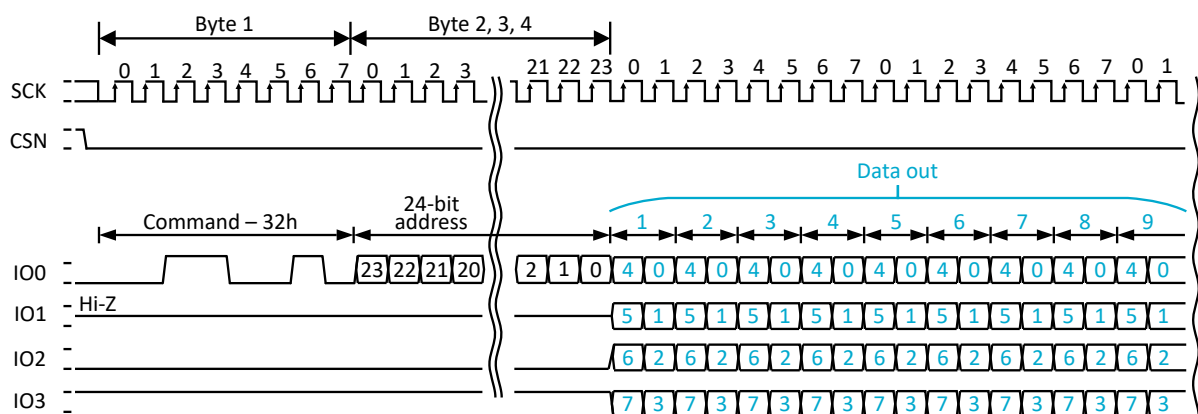 Byte 1 Byte 2, 3, 4
0 1 2 3 4 5 6 7 0 1 2 3 21 22 23 0 1 2 3 4 5 6 7 0 1 2 3 4 5 6 7 0 1
SCK
CSN
Data out
24-bit
Command – 32h address 1 2 3 4 5 6 7 8 9
IO0 23 22 21 20 2 1 0 4 0 4 0 4 0 4 0 4 0 4 0 4 0 4 0 4 0
Hi-Z
IO1 5 1 5 1 5 1 5 1 5 1 5 1 5 1 5 1 5 1
IO2 6 2 6 2 6 2 6 2 6 2 6 2 6 2 6 2 6 2
IO3 7 3 7 3 7 3 7 3 7 3 7 3 7 3 7 3 7 3